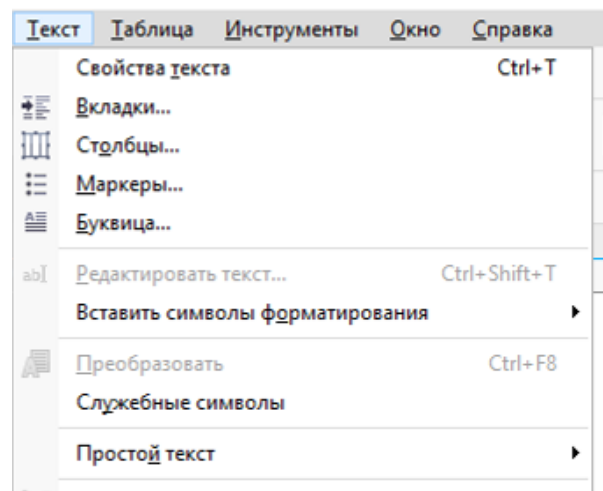 Текст Таблица Инструменты Окно Справка
Свойства текста Ctrl+T
Вкладки...
Столбцы...
Маркеры...
Буквица...
abI Редактировать текст... Ctrl+Shift+T
Вставить символы форматирования
Преобразовать Ctrl+F8
Служебные символы
Простой текст